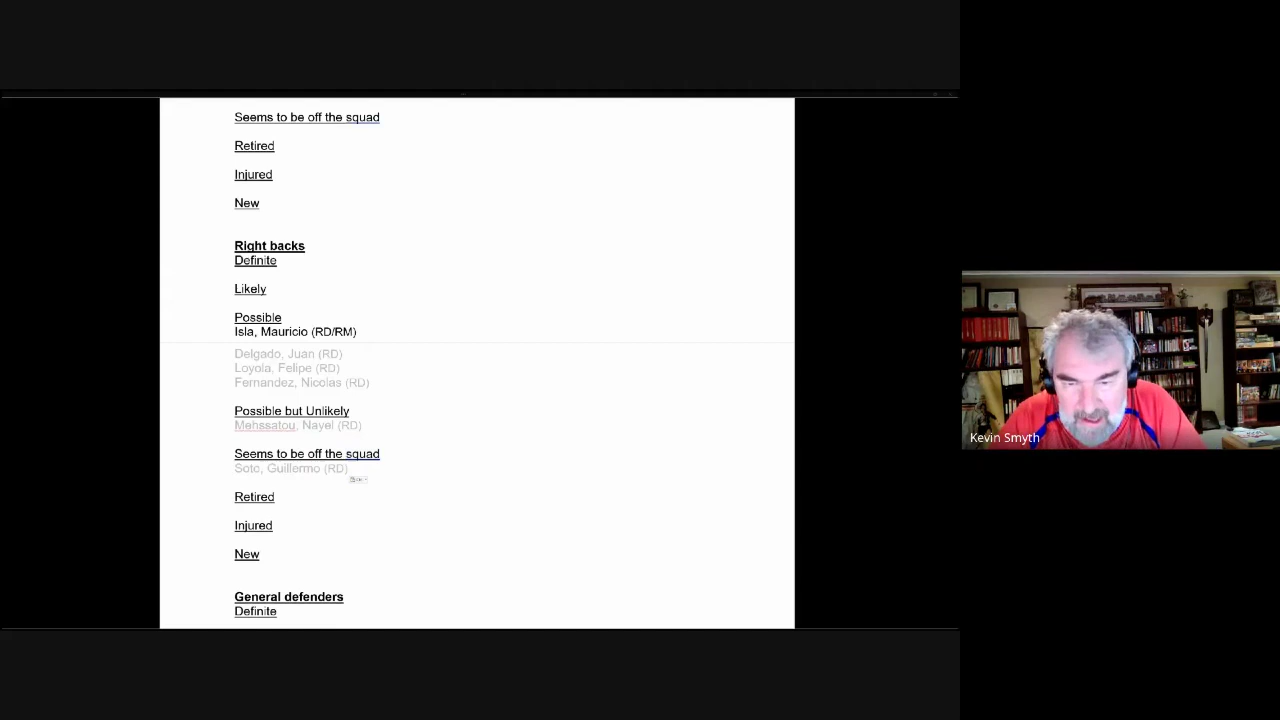 Seems to be off the squad
Retired
Injured
New
Right backs
Definite
Likely
Possible
Isla, Mauricio (RD/RM)
Delgado, Juan (RD)
Loyola, Felipe (RD)
Fernandez, Nicolas (RD)
Possible but Unlikely
Mehssatou, Nayel (RD)
Seems to be off the squad
Soto, Guillermo (RD)
Retired
Injured
New
General defenders
Definite
Kevin Smyth